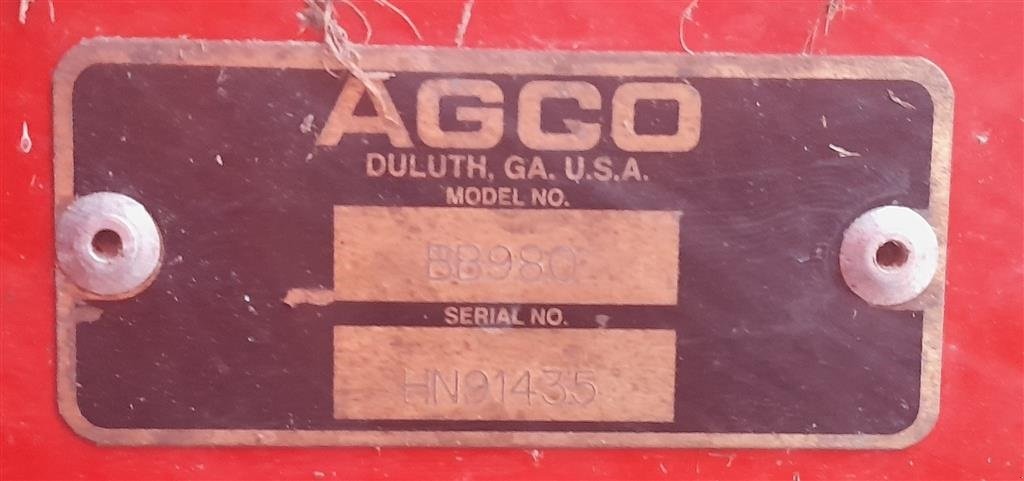 AGCO
DULUTH, GA. U.S.A.
MODEL NO.
BB980
SERIAL NO.
HN91435